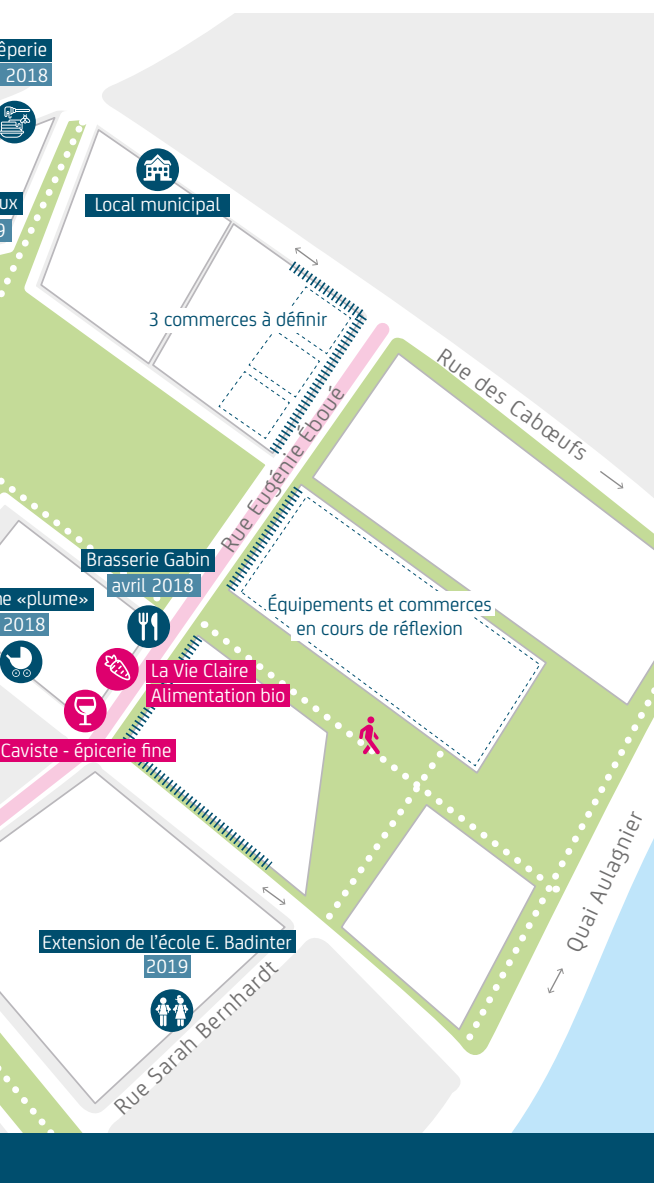 êperie
2018
ux
9
Local municipal
3 commerces à définir
Rue des Cabœufs
Rue Eugénie Éboué
Brasserie Gabin
avril 2018
ne «plume»
2018
Équipements et commerces
en cours de réflexion
La Vie Claire
Alimentation bio
Caviste - épicerie fine
Quai Aulagnier
Extension de l’école E. Badinter
2019
Rue Sarah Bernhardt